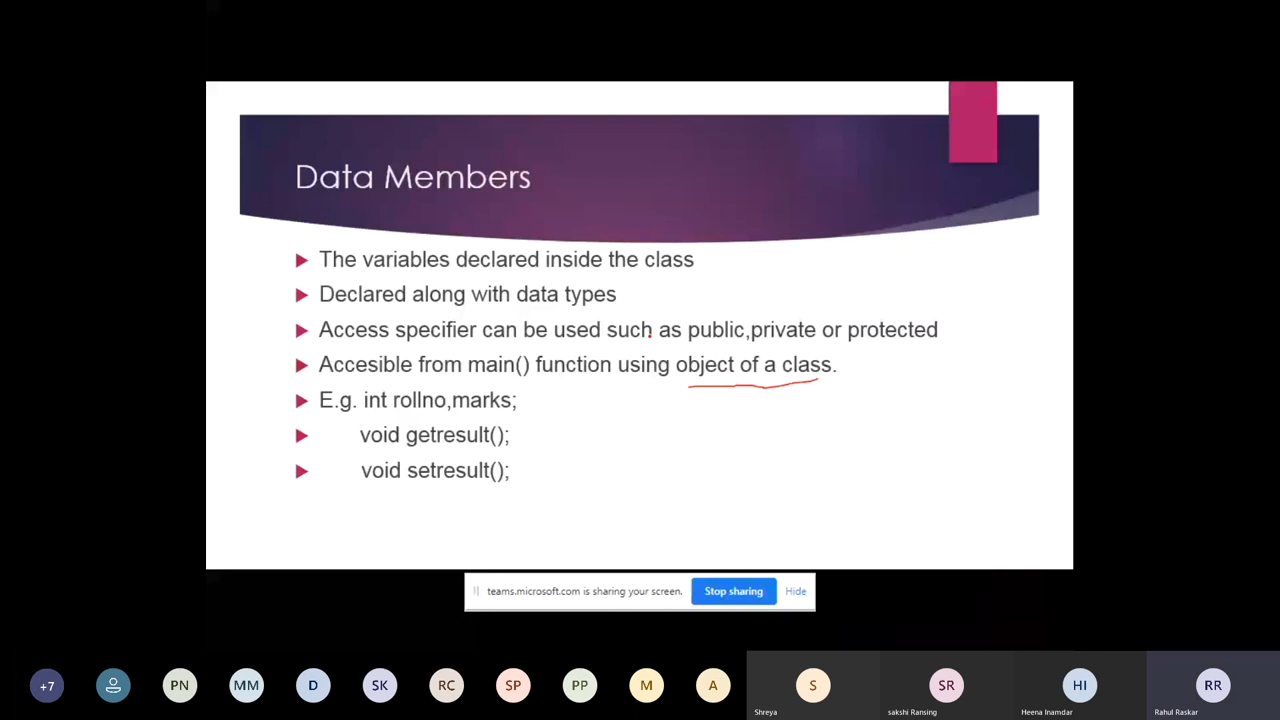 Data Members
The variables declared inside the class
Declared along with data types
Access specifier can be used such as public,private or protected
Accesible from main() function using object of a class.
E.g. int rollno,marks;
void getresult();
void setresult();
teams.microsoft.com is sharing your screen. Stop sharing Hide
+7 PN MM D SK RC SP PP M A S SR HI RR
Shreya sakshi Ransing Heena Inamdar Rahul Raskar